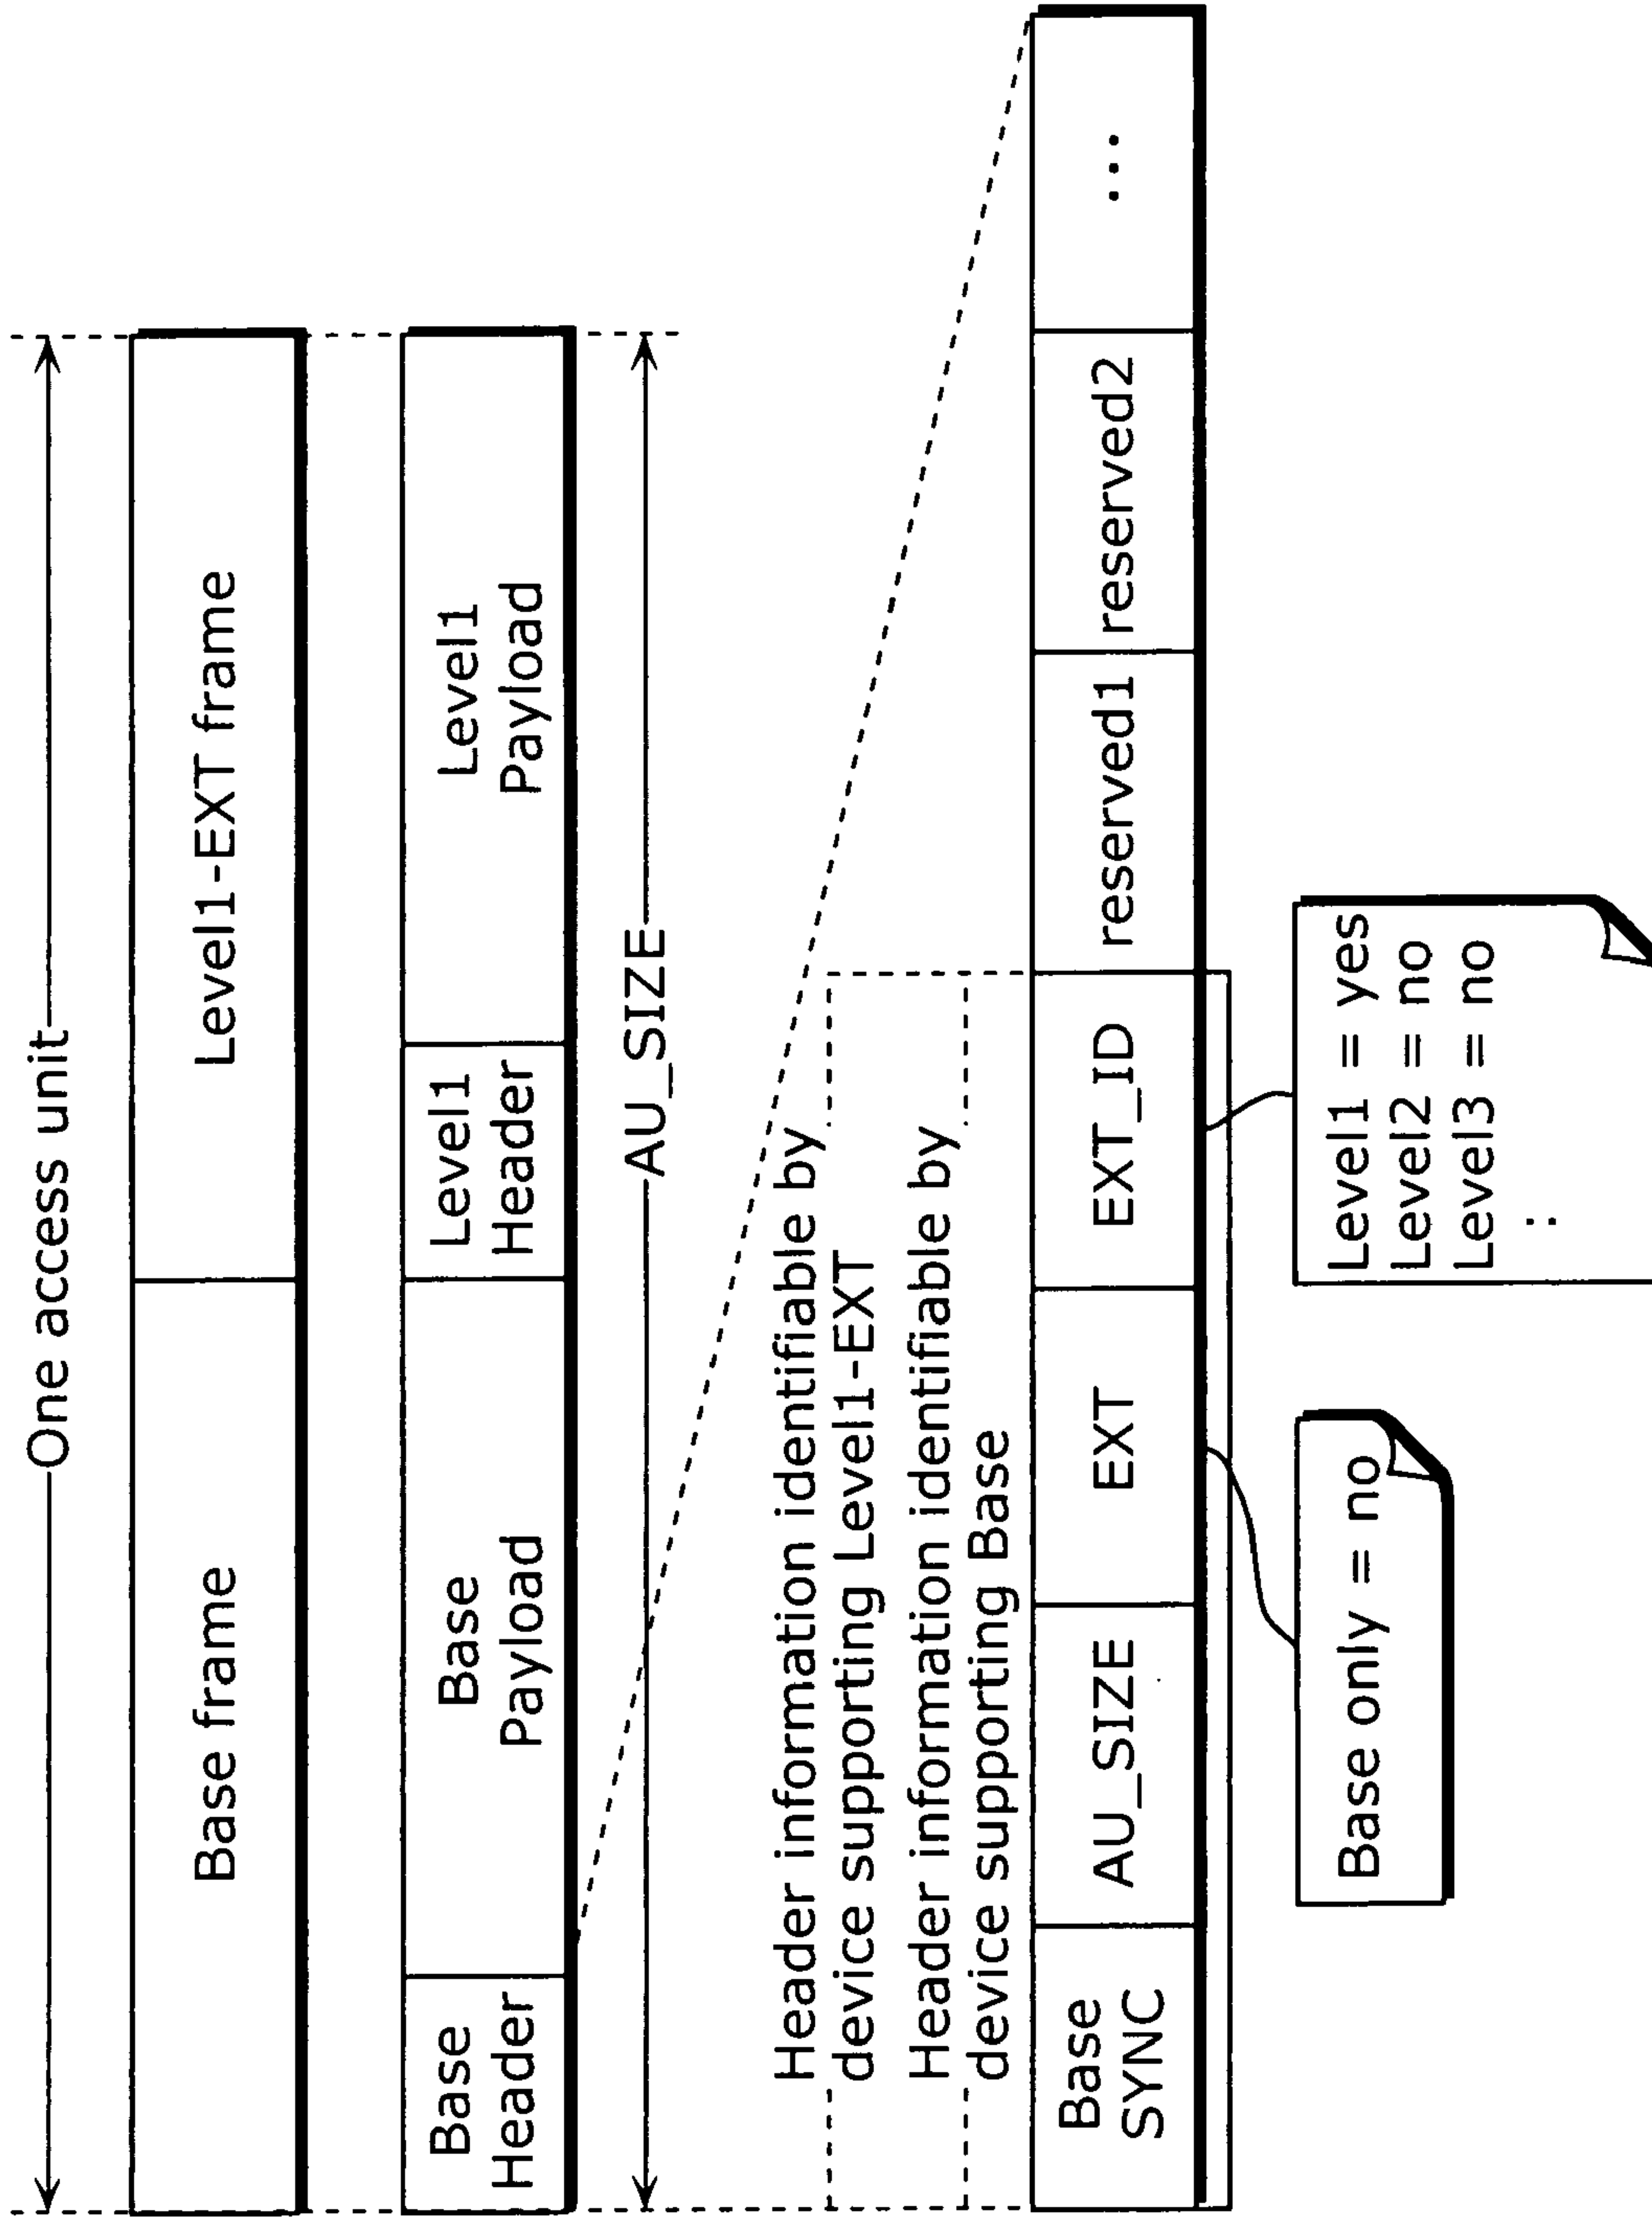 One access unit
Base frame
Level1-EXT frame
Base
Header
Base
Payload
Level1
Header
Level1
Payload
AU_SIZE
Header information identifiable by
device supporting Level1-EXT
Header information identifiable by
device supporting Base
Base
SYNC
AU_SIZE
EXT
EXT_ID
reserved1
reserved2
...
Base only = no
Level1 = yes
Level2 = no
Level3 = no
: